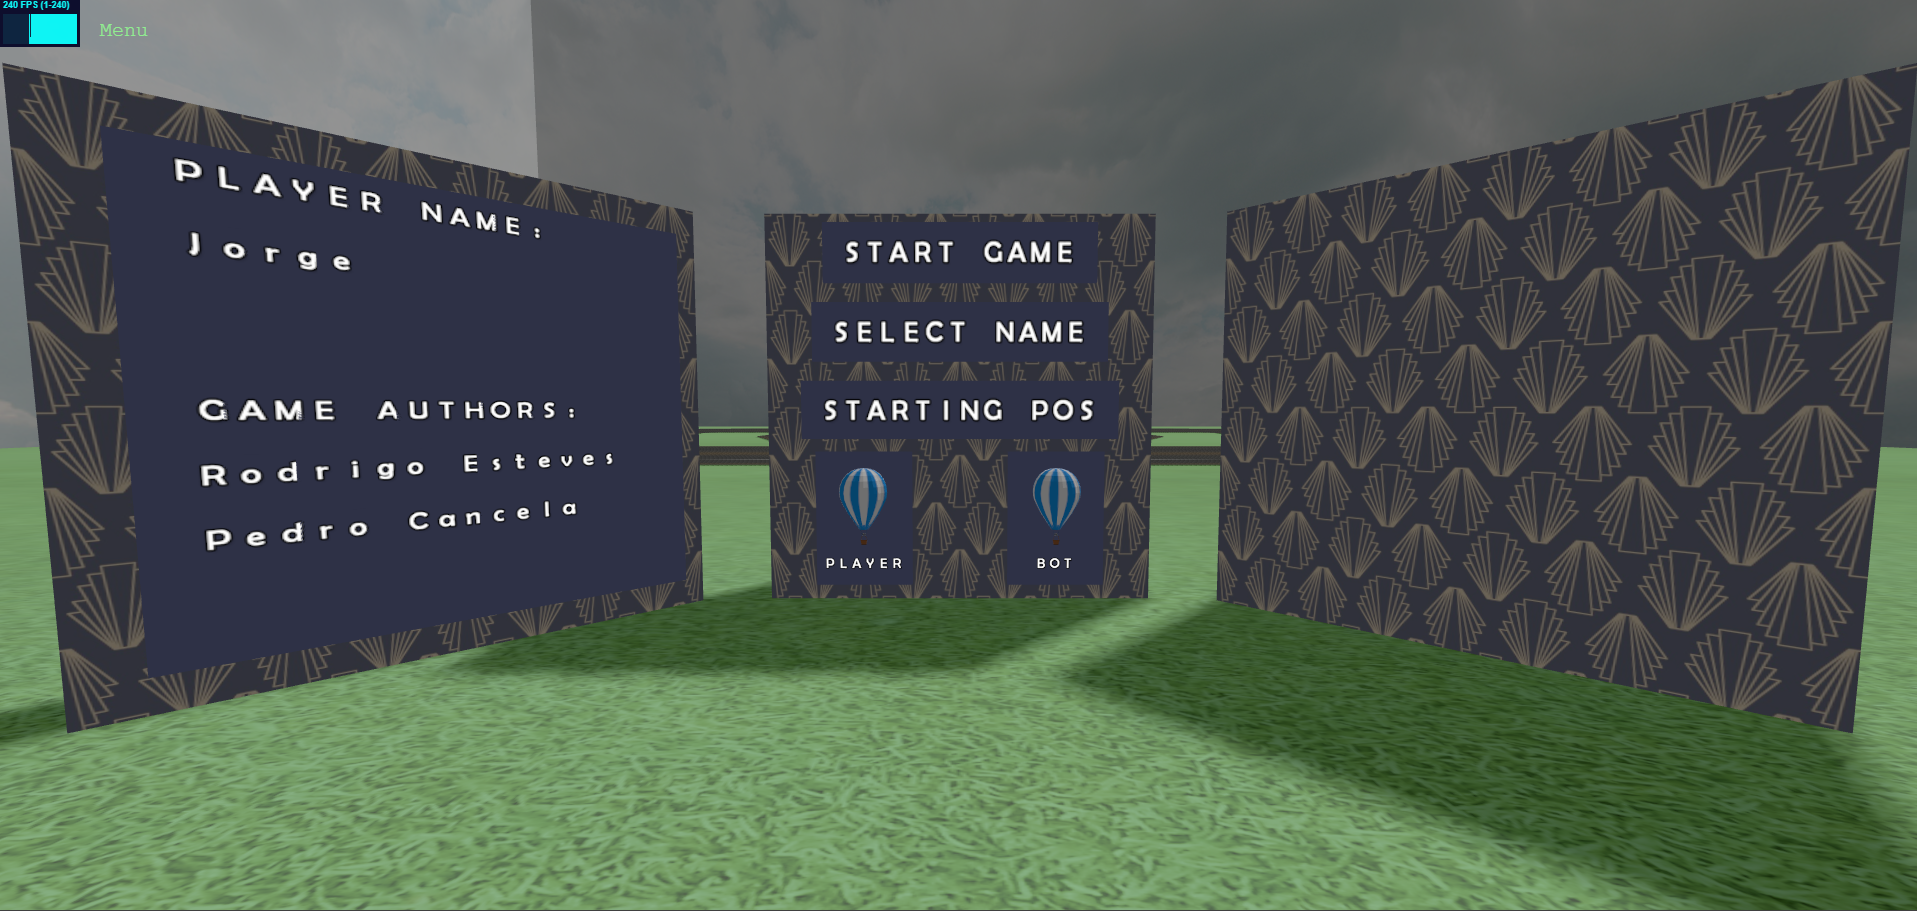 240 FPS (1-240)
Menu
PLAYER NAME:
Jorge
GAME AUTHORS:
Rodrigo Esteves
Pedro Cancela
START GAME
SELECT NAME
STARTING POS
PLAYER
BOT